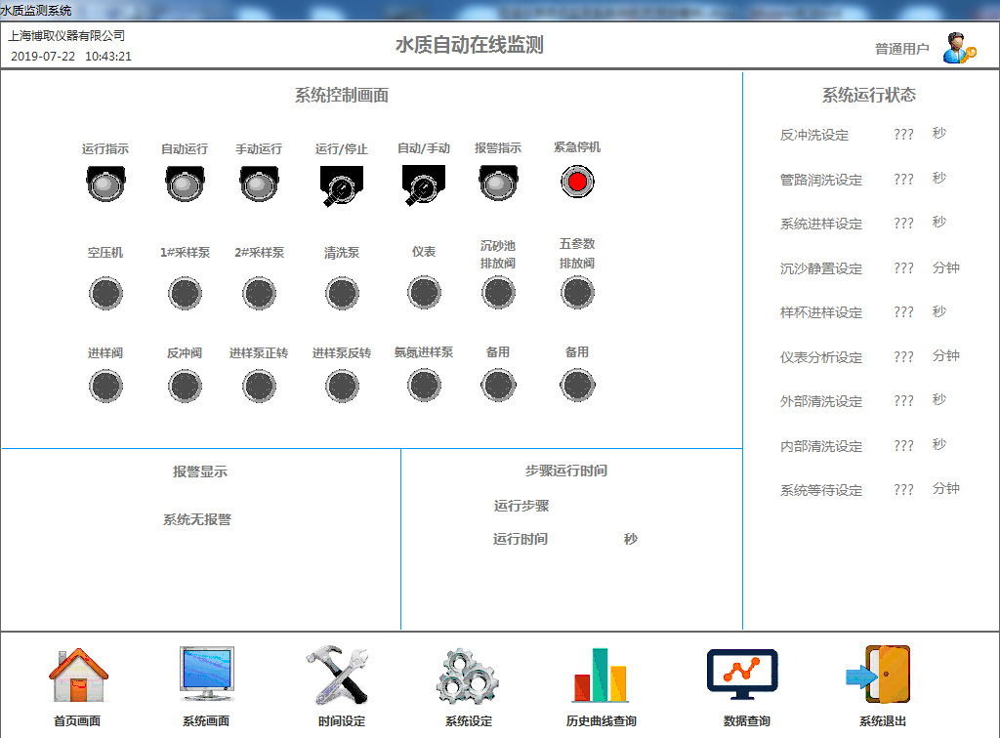 水质监测系统
上海博取仪器有限公司
2019-07-22 10:43:21
水质自动在线监测
普通用户
系统控制画面
运行指示 自动运行 手动运行 运行/停止 自动/手动 报警指示 紧急停机
空压机 1#采样泵 2#采样泵 清洗泵 仪表 沉砂池 五参数
排放阀 排放阀
进样阀 反冲阀 进样泵正转 进样泵反转 氨氮进样泵 备用 备用
系统运行状态
反冲洗设定 ??? 秒
管路润洗设定 ??? 秒
系统进样设定 ??? 秒
沉沙静置设定 ??? 分钟
样杯进样设定 ??? 秒
仪表分析设定 ??? 分钟
外部清洗设定 ??? 秒
内部清洗设定 ??? 秒
系统等待设定 ??? 分钟
报警显示
系统无报警
步骤运行时间
运行步骤
运行时间 秒
首页画面 系统画面 时间设定 系统设定 历史曲线查询 数据查询 系统退出